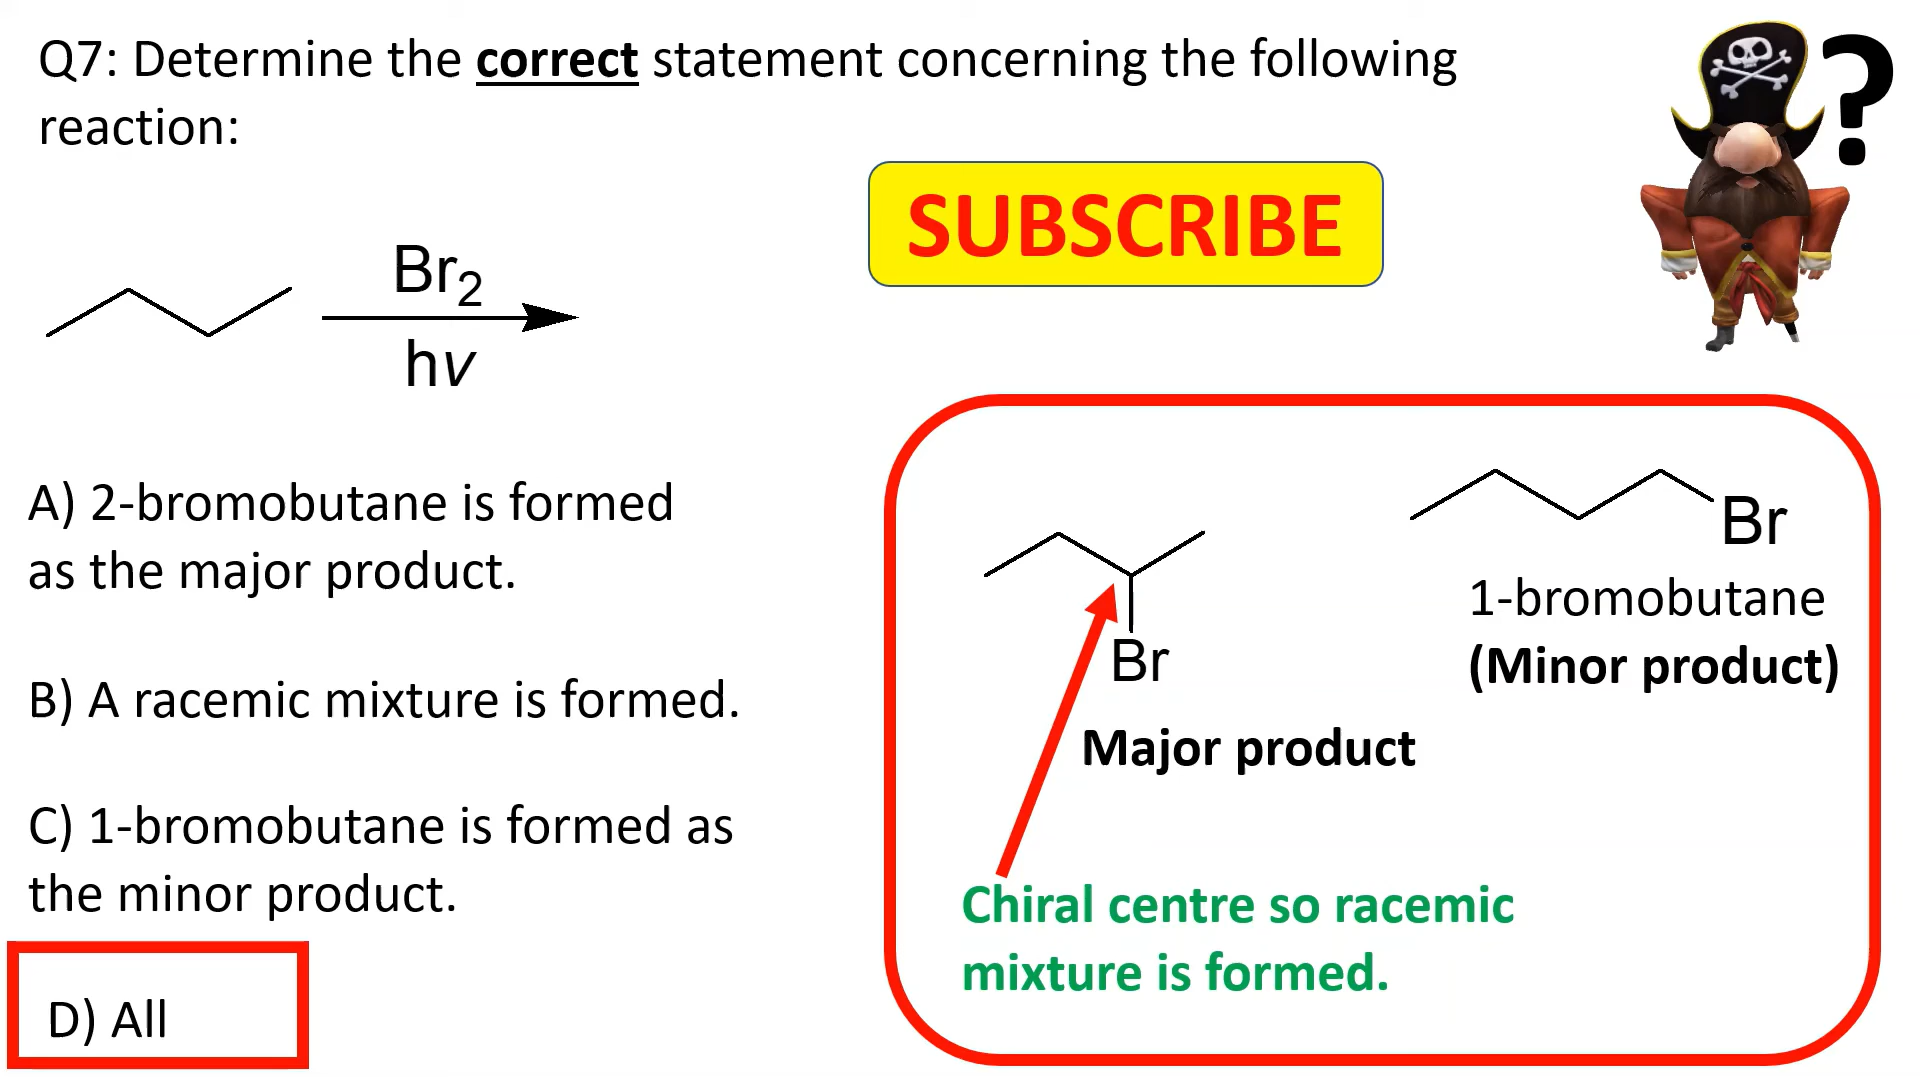 Q7: Determine the correct statement concerning the following
reaction:
?
SUBSCRIBE
Br2
hν
A) 2-bromobutane is formed
as the major product.
B) A racemic mixture is formed.
C) 1-bromobutane is formed as
the minor product.
D) All
Br
1-bromobutane
(Minor product)
Br
Major product
Chiral centre so racemic
mixture is formed.